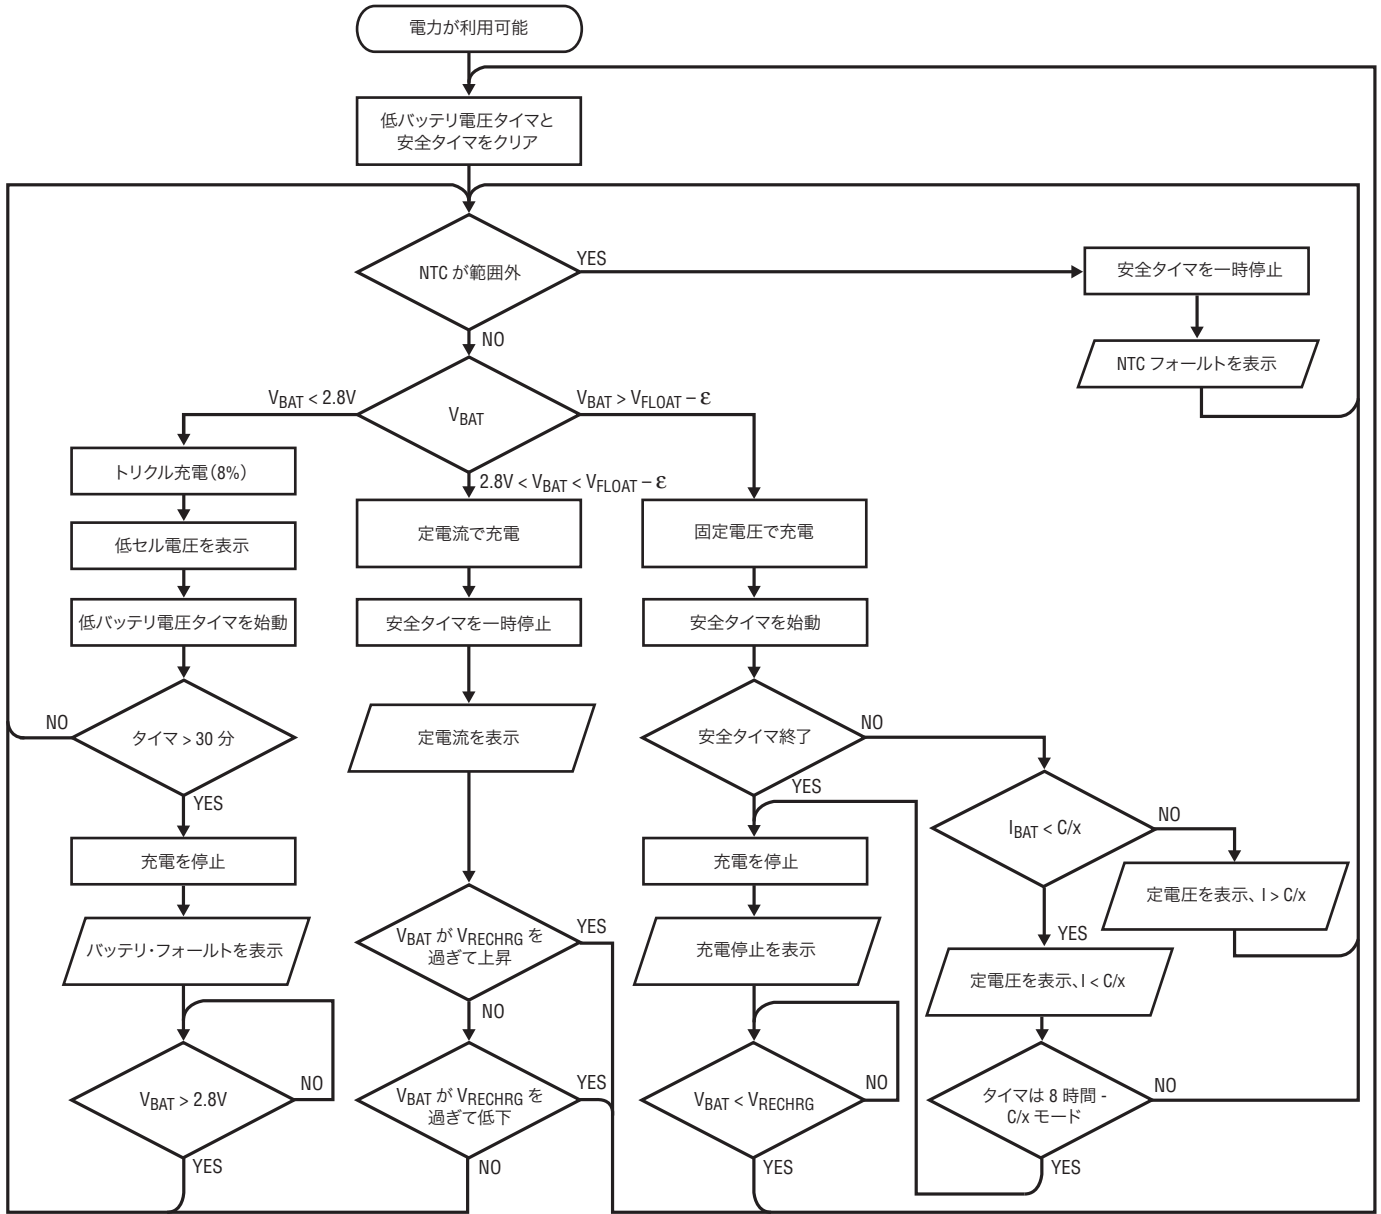 電力が利用可能
低バッテリ電圧タイマと
安全タイマをクリア
NTC が範囲外
YES
安全タイマを一時停止
NO
NTC フォールトを表示
VBAT < 2.8V
VBAT
VBAT > VFLOAT – ε
2.8V < VBAT < VFLOAT – ε
トリクル充電(8%)
定電流で充電
固定電圧で充電
低セル電圧を表示
低バッテリ電圧タイマを始動
安全タイマを一時停止
安全タイマを始動
NO
タイマ > 30 分
定電流を表示
安全タイマ終了
NO
YES
YES
IBAT < C/x
NO
充電を停止
充電を停止
定電圧を表示、I > C/x
YES
バッテリ・フォールトを表示
VBAT が VRECHRG を
過ぎて上昇
YES
充電停止を表示
定電圧を表示、I < C/x
NO
VBAT > 2.8V
NO
VBAT が VRECHRG を
過ぎて低下
YES
VBAT < VRECHRG
NO
タイマは 8 時間 -
C/x モード
NO
YES
NO
YES
YES